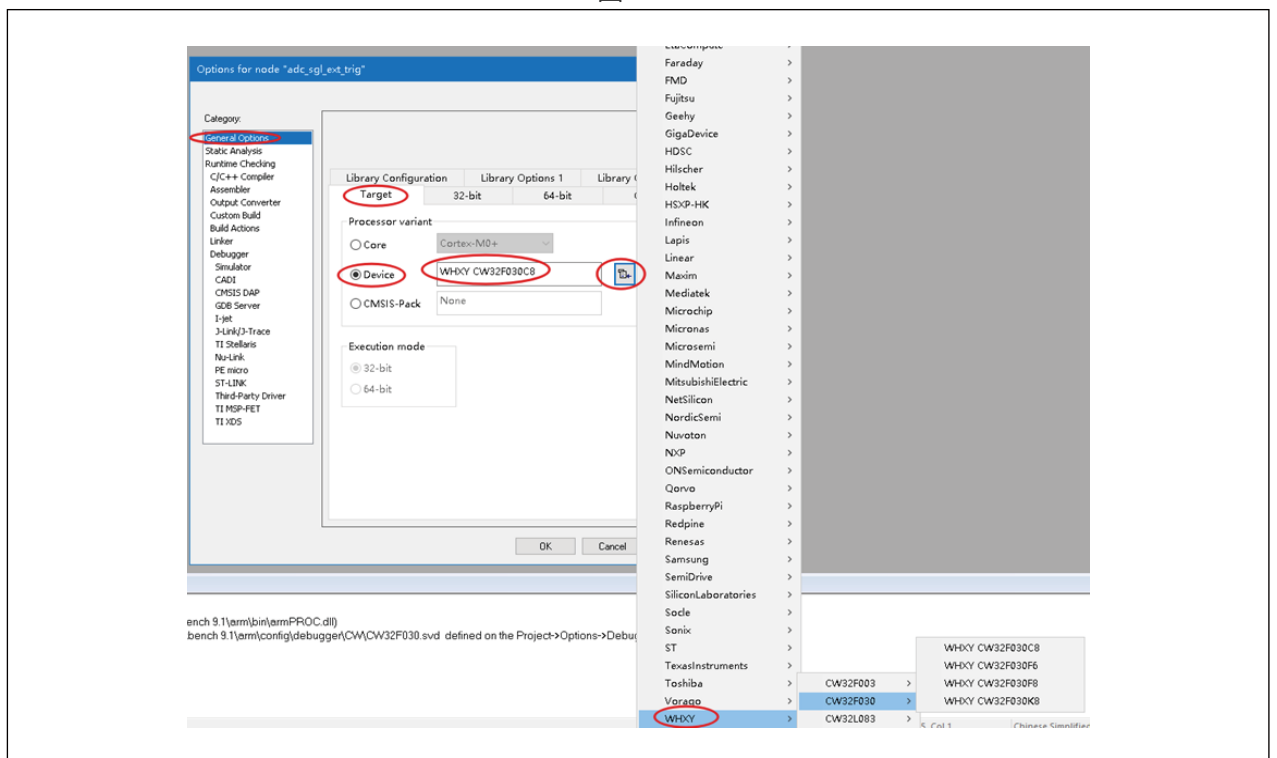 Options for node "adc_sgl_ext_trig"
Category:
General Options
Static Analysis
Runtime Checking
C/C++ Compiler
Assembler
Output Converter
Custom Build
Build Actions
Linker
Debugger
Simulator
CADI
CMSIS DAP
GDB Server
I-jet
J-Link/J-Trace
TI Stellaris
Nu-Link
PE micro
ST-LINK
Third-Party Driver
TI MSP-FET
TI XDS
Library Configuration Library Options 1 Library
Target 32-bit 64-bit
Processor variant
Core Cortex-M0+
Device WHXY CW32F030C8
CMSIS-Pack None
Execution mode
32-bit
64-bit
OK Cancel
Faraday
FMD
Fujitsu
Geehy
GigaDevice
HDSC
Hilscher
Holtek
HSXP-HK
Infineon
Lapis
Linear
Maxim
Mediatek
Microchip
Micronas
Microsemi
MindMotion
MitsubishiElectric
NetSilicon
NordicSemi
Nuvoton
NXP
ONSemiconductor
Qorvo
RaspberryPi
Redpine
Renesas
Samsung
SemiDrive
SiliconLaboratories
Socle
Sonix
ST
TexasInstruments
Toshiba
Vorago
WHXY
CW32F003
CW32F030
CW32L083
WHXY CW32F030C8
WHXY CW32F030F6
WHXY CW32F030F8
WHXY CW32F030K8
ench 9.1\arm\bin\armPROC.dll)
bench 9.1\arm\config\debugger\CW\CW32F030.svd defined on the Project->Options->Debu
5, Col 1 Chinese Simplified